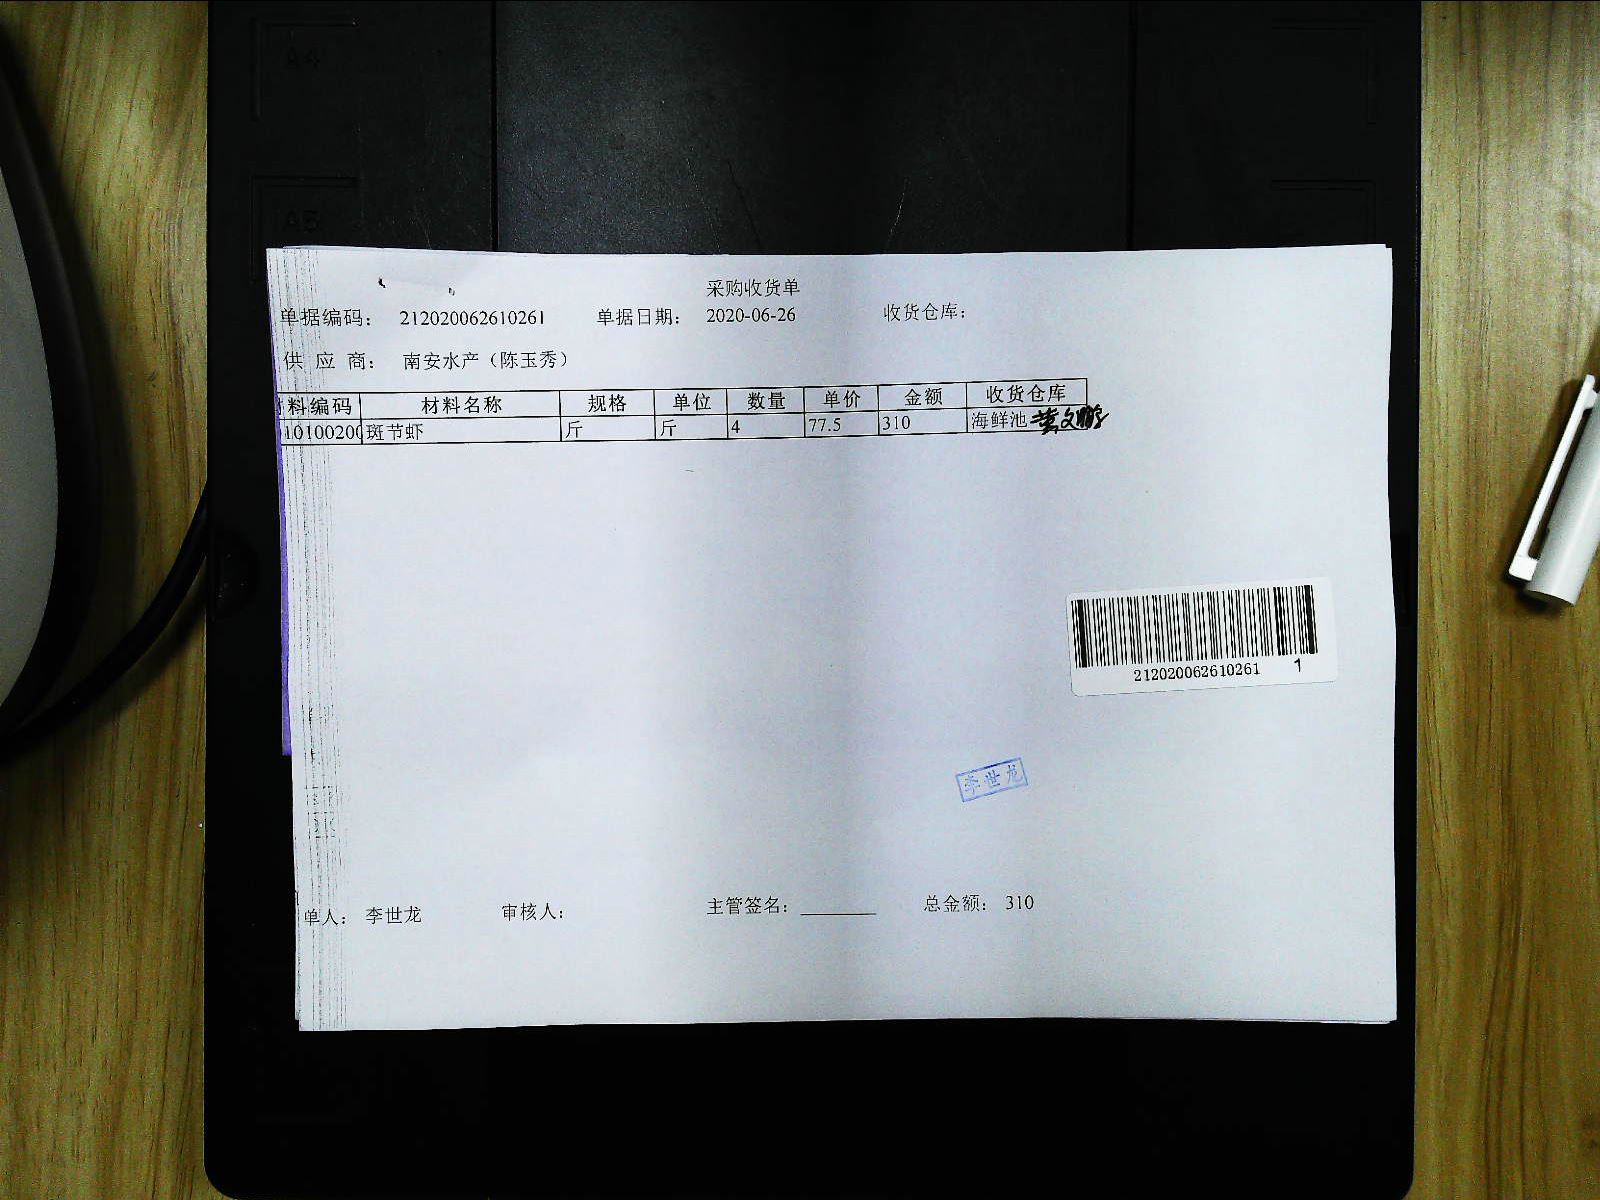 A4
A5
采购收货单
单据编码： 212020062610261 单据日期： 2020-06-26 收货仓库：
供 应 商： 南安水产（陈玉秀）
料编码 材料名称 规格 单位 数量 单价 金额 收货仓库
10100200 斑节虾 斤 斤 4 77.5 310 海鲜池
212020062610261 1
李世龙
单人： 李世龙 审核人： 主管签名： 总金额： 310